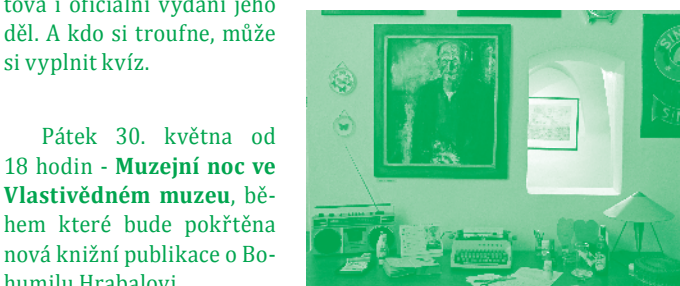 tová i oficiální vydání jeho
děl. A kdo si troufne, může
si vyplnit kvíz.
Pátek 30. května od
18 hodin - Muzejní noc ve
Vlastivědném muzeu, bě-
hem které bude pokřtěna
nová knižní publikace o Bo-
humilu Hrabalovi